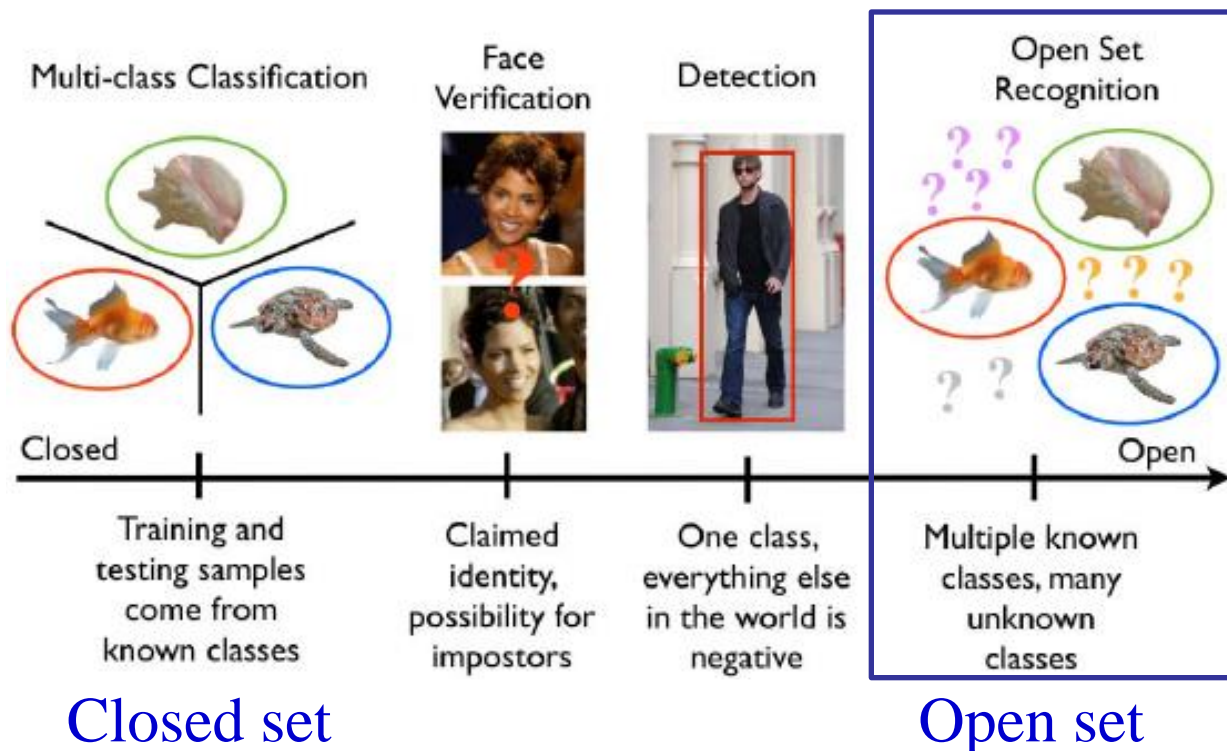 Multi-class Classification
Face
Verification
Detection
Open Set
Recognition
? ?
? ?
?
? ? ?
? ?
Closed
Open
Training and
testing samples
come from
known classes
Claimed
identity,
possibility for
impostors
One class,
everything else
in the world is
negative
Multiple known
classes, many
unknown
classes
Closed set
Open set